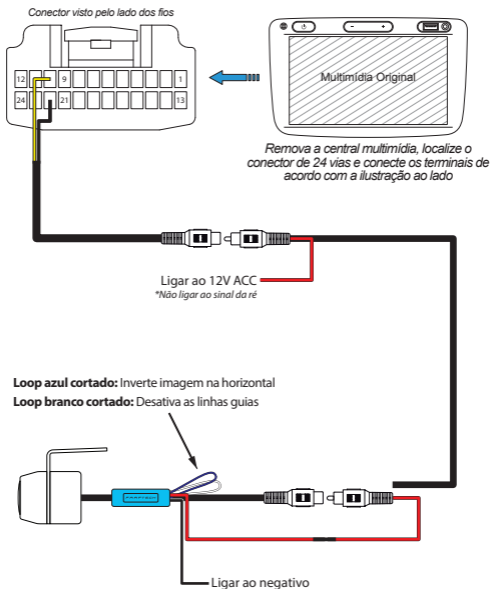 Conector visto pelo lado dos fios
12 9 1
24 21 13
Multimídia Original
Remova a central multimídia, localize o
conector de 24 vias e conecte os terminais de
acordo com a ilustração ao lado
Ligar ao 12V ACC
*Não ligar ao sinal da ré
Loop azul cortado: Inverte imagem na horizontal
Loop branco cortado: Desativa as linhas guias
Ligar ao negativo